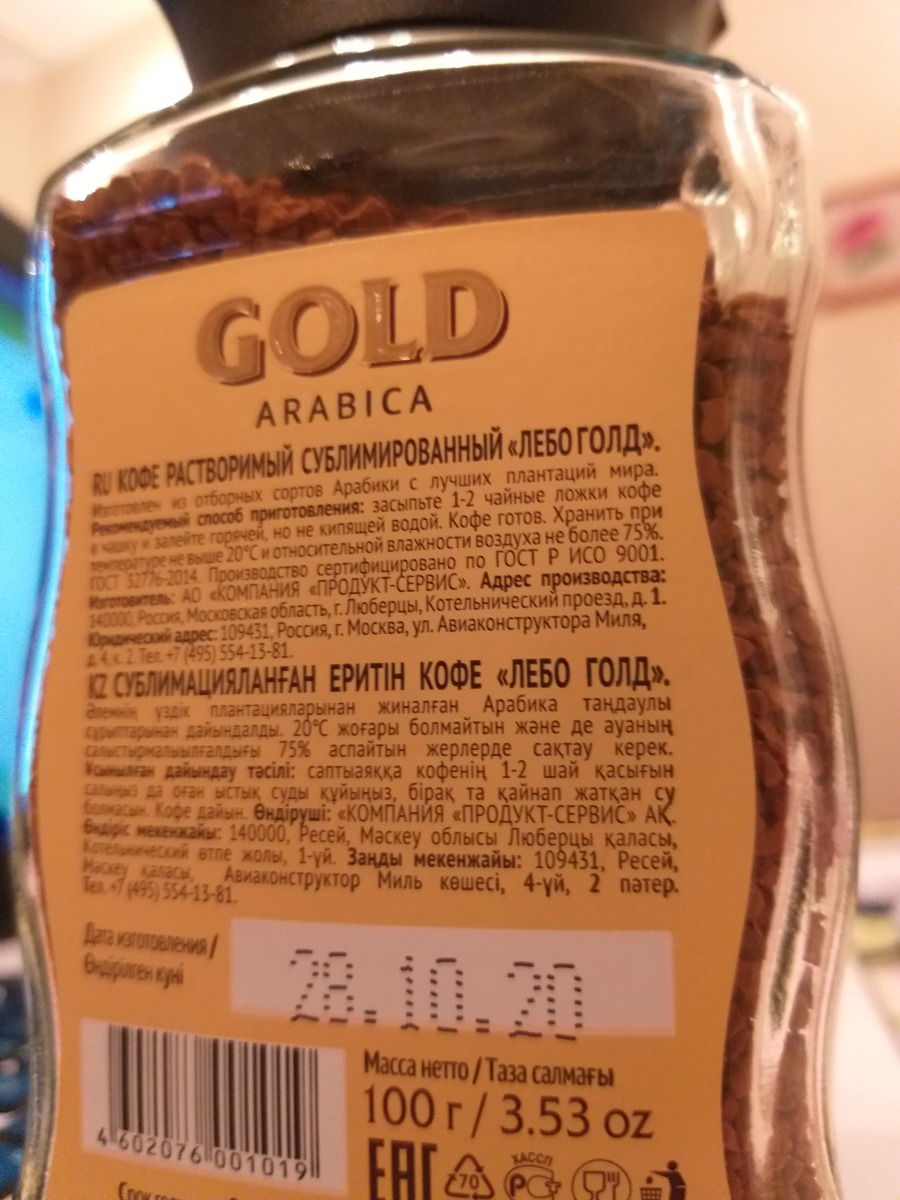 GOLD
ARABICA
RU КОФЕ РАСТВОРИМЫЙ СУБЛИМИРОВАННЫЙ «ЛЕБО ГОЛД».
Изготовлен из отборных сортов Арабики с лучших плантаций мира.
Рекомендуемый способ приготовления: засыпьте 1-2 чайные ложки кофе
в чашку и залейте горячей, но не кипящей водой. Кофе готов. Хранить при
температуре не выше 20°С и относительной влажности воздуха не более 75%.
ГОСТ 32776-2014. Производство сертифицировано по ГОСТ Р ИСО 9001.
Изготовитель: АО «КОМПАНИЯ «ПРОДУКТ-СЕРВИС». Адрес производства:
140000, Россия, Московская область, г. Люберцы, Котельнический проезд, д. 1.
Юридический адрес: 109431, Россия, г. Москва, ул. Авиаконструктора Миля,
д. 4, к. 2. Тел. +7 (495) 554-13-81.
KZ СУБЛИМАЦИЯЛАНҒАН ЕРИТІН КОФЕ «ЛЕБО ГОЛД».
Әлемнің үздік плантацияларынан жиналған Арабика таңдаулы
сұрыптарынан дайындалды. 20°С жоғары болмайтын және де ауаның
салыстырмалыылғалдығы 75% аспайтын жерлерде сақтау керек.
Ұсынылған дайындау тәсілі: саптыаяққа кофенің 1-2 шай қасығын
салыңыз да оған ыстық суды құйыңыз, бірақ та қайнап жатқан су
болмасын. Кофе дайын. Өндіруші: «КОМПАНИЯ «ПРОДУКТ-СЕРВИС» АҚ.
Өндіріс мекенжайы: 140000, Ресей, Мәскеу облысы Люберцы қаласы,
Котельнический өтпе жолы, 1-үй. Заңды мекенжайы: 109431, Ресей,
Мәскеу қаласы, Авиаконструктор Миль көшесі, 4-үй, 2 пәтер.
Тел. +7 (495) 554-13-81.
Дата изготовления /
Өндірілген күні
28.10.20
Масса нетто / Таза салмағы
100 г / 3.53 oz
4 602076 001019
EAC
70
ХАССП
РСТ